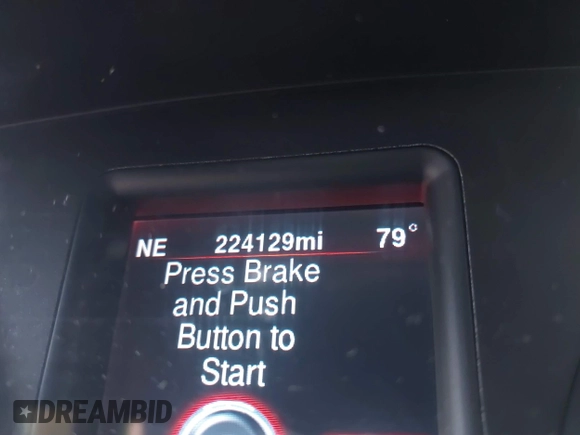 NE 224129mi 79°
Press Brake
and Push
Button to
Start
DREAMBID